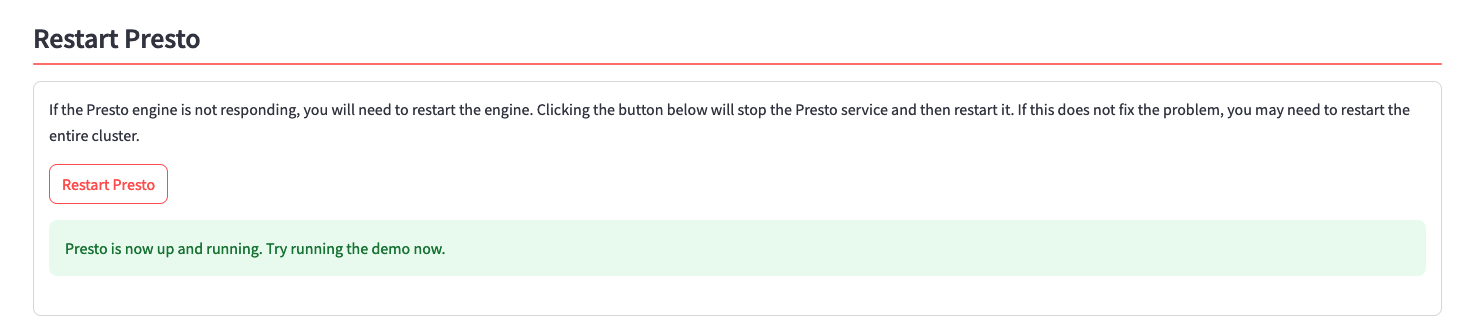 Restart Presto
If the Presto engine is not responding, you will need to restart the engine. Clicking the button below will stop the Presto service and then restart it. If this does not fix the problem, you may need to restart the
entire cluster.
Restart Presto
Presto is now up and running. Try running the demo now.